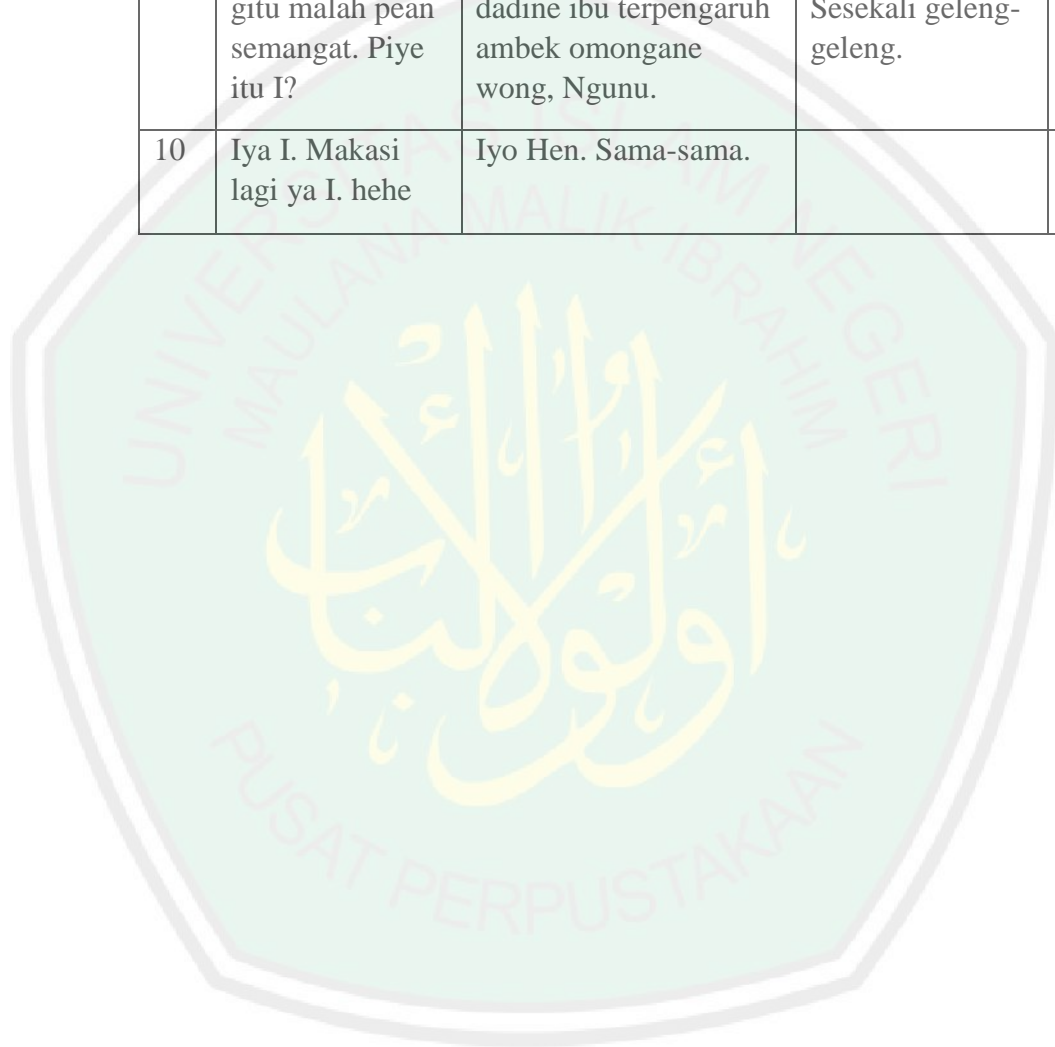 gitu malah pean
semangat. Piye
itu I?
dadine ibu terpengaruh
ambek omongane
wong, Ngunu.
Sesekali geleng-
geleng.
10
Iya I. Makasi
lagi ya I. hehe
Iyo Hen. Sama-sama.
UNIVERSITAS ISLAM NEGERI
MAULANA MALIK IBRAHIM
أولوا الألباب
PUSAT PERPUSTAKAAN